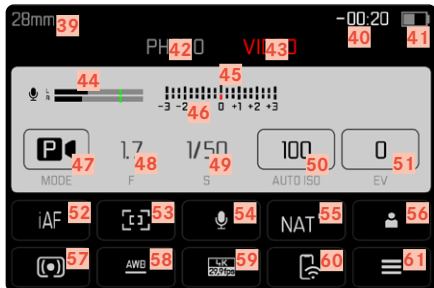 28mm 39 -00:20 40 41
PH 42 O VI 43 O
44 45
L
R
-3 -2 46 0 +1 +2 +3
P 47 1.7 48 1/50 49 100 50 0 51
MODE F S AUTO ISO EV
iAF 52 53 54 NAT 55 56
57 AWB 58 4K 59 60 61
29,9fps